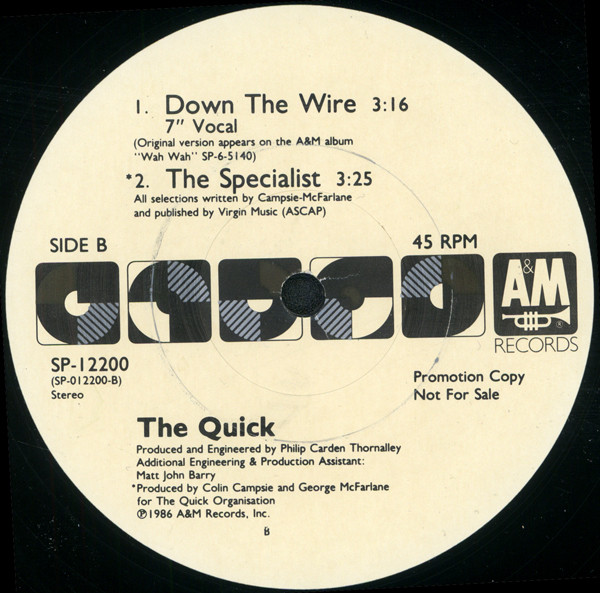 1. Down The Wire 3:16
7" Vocal
(Original version appears on the A&M album
"Wah Wah" SP-6-5140)
*2. The Specialist 3:25
All selections written by Campsie-McFarlane
and published by Virgin Music (ASCAP)
SIDE B
45 RPM
A&M
®
RECORDS
SP-12200
(SP-012200-B)
Stereo
Promotion Copy
Not For Sale
The Quick
Produced and Engineered by Philip Carden Thornalley
Additional Engineering & Production Assistant:
Matt John Barry
*Produced by Colin Campsie and George McFarlane
for The Quick Organisation
℗1986 A&M Records, Inc.
B